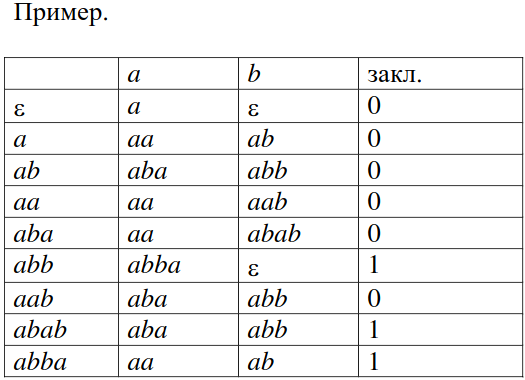 Пример.
a b закл.
ε a ε 0
a aa ab 0
ab aba abb 0
aa aa aab 0
aba aa abab 0
abb abba ε 1
aab aba abb 0
abab aba abb 1
abba aa ab 1